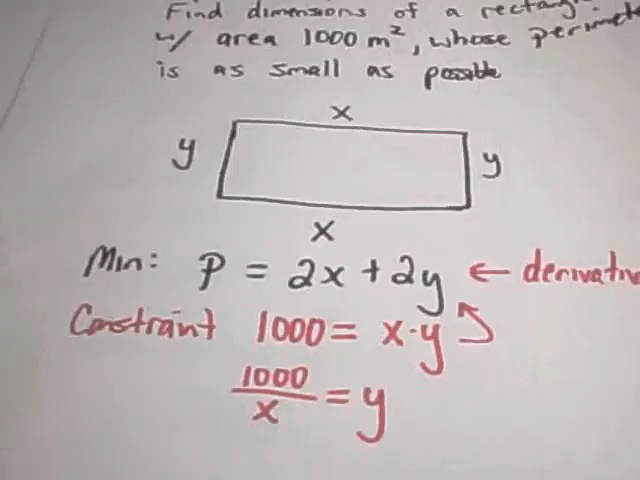 Find dimensions of a
w/ area 1000 m², whose
is as small as possible
x
y
y
x
Min: P = 2x + 2y ←
Constraint 1000 = x·y
1000/x = y